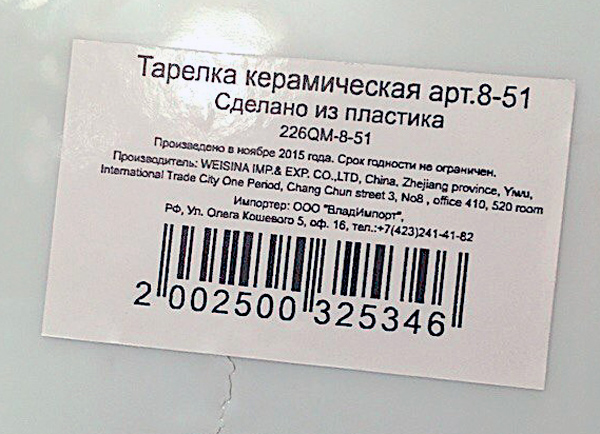 Тарелка керамическая арт.8-51
Сделано из пластика
226QM-8-51
Произведено в ноябре 2015 года. Срок годности не ограничен.
Производитель: WEISINA IMP.& EXP. CO.,LTD, China, Zhejiang province, Yiwu,
International Trade City One Period, Chang Chun street 3, No8 , office 410, 520 room
Импортер: ООО "ВладИмпорт",
РФ, Ул. Олега Кошевого 5, оф. 16, тел.:+7(423)241-41-82
2 002500 325346